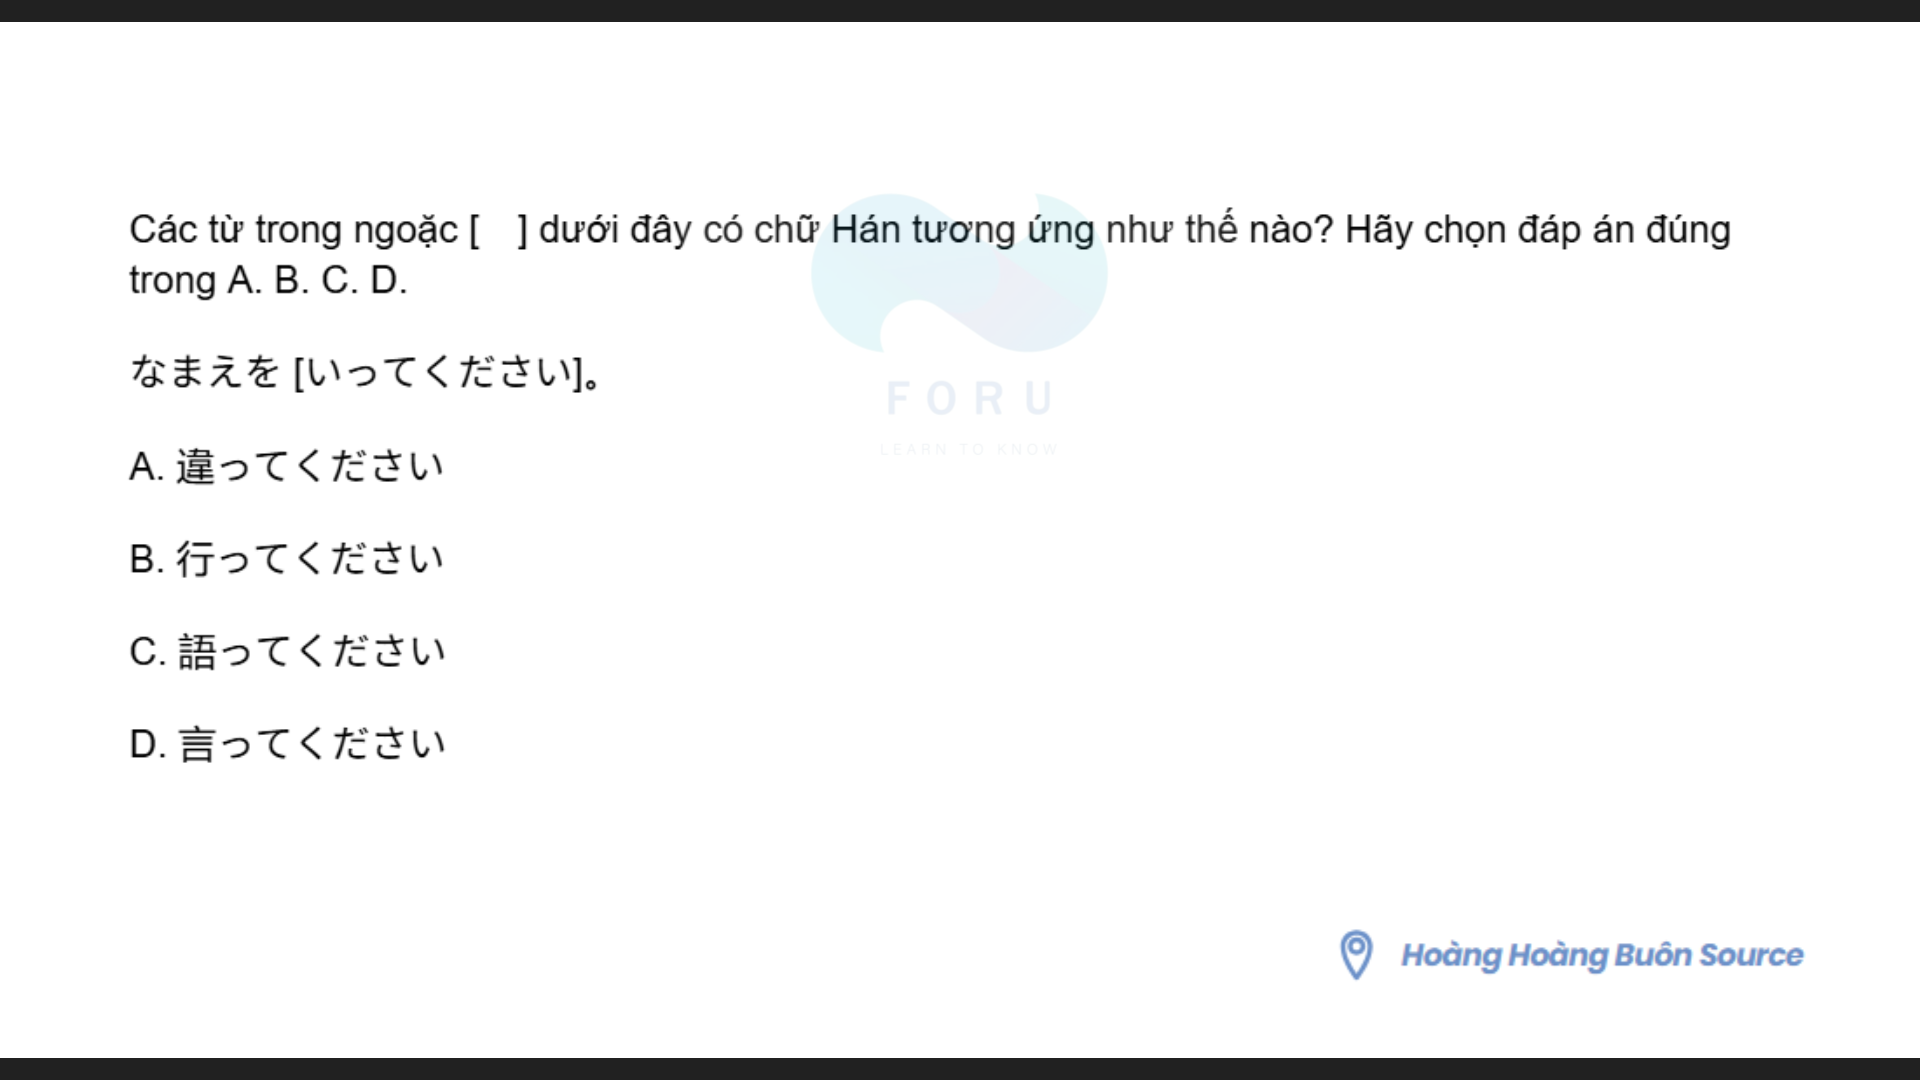 Các từ trong ngoặc [   ] dưới đây có chữ Hán tương ứng như thế nào? Hãy chọn đáp án đúng
trong A. B. C. D.
なまえを [いってください]。
A. 違ってください
B. 行ってください
C. 語ってください
D. 言ってください
FORU
LEARN TO KNOW
Hoàng Hoàng Buôn Source